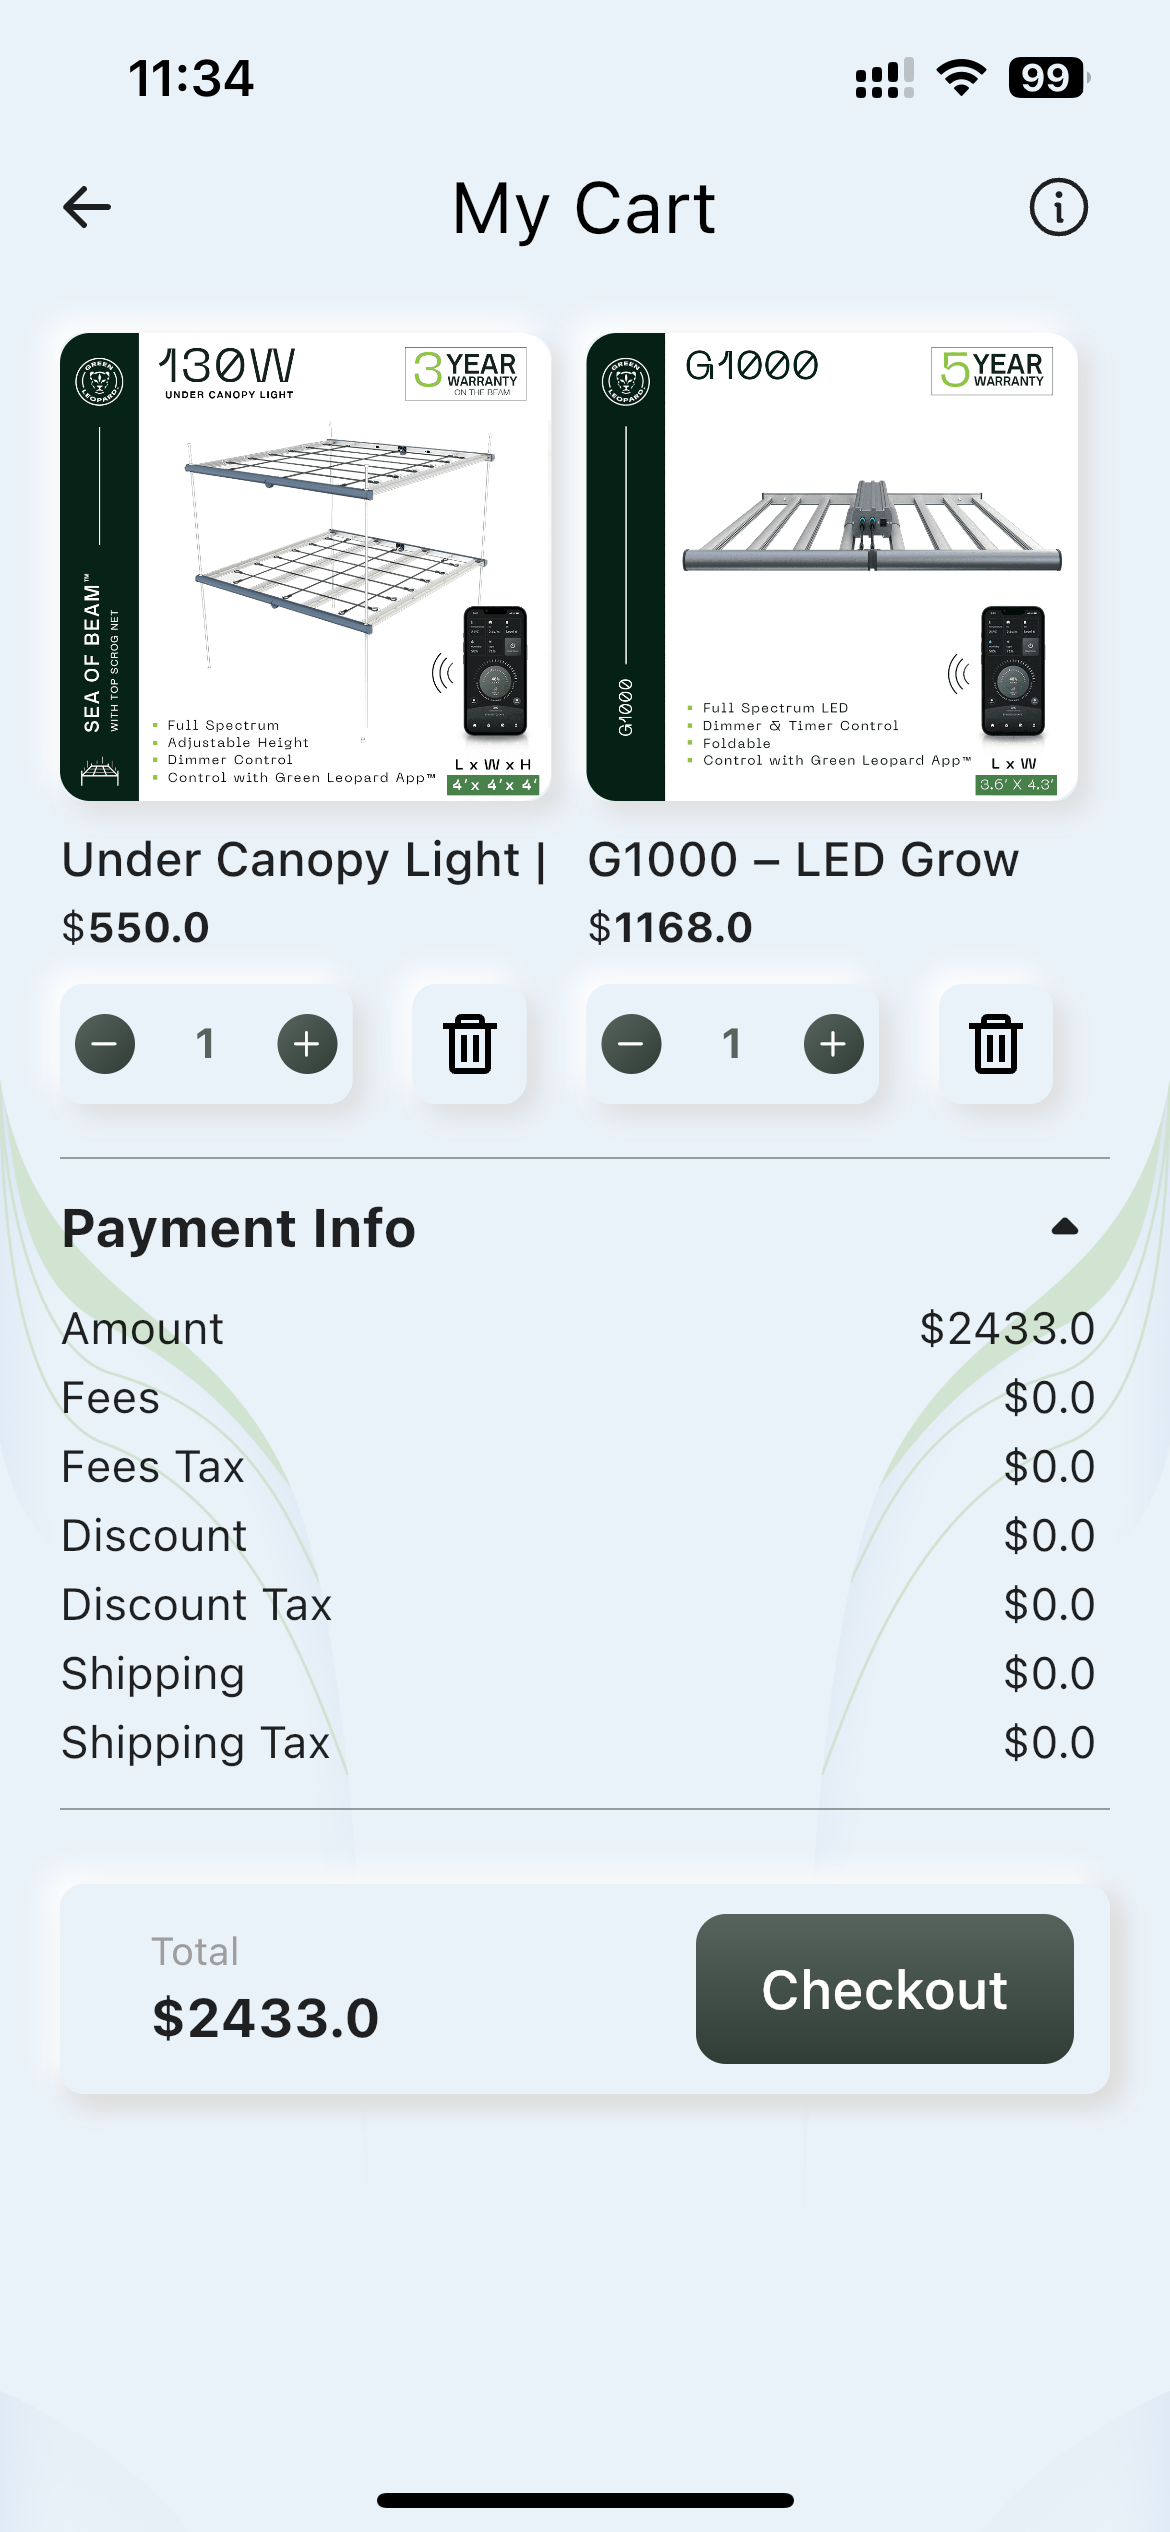 11:34
99
My Cart
GREEN LEOPARD
130W
UNDER CANOPY LIGHT
3 YEAR
WARRANTY
ON THE BEAM
SEA OF BEAM™
WITH TOP SCROG NET
Full Spectrum
Adjustable Height
Dimmer Control
Control with Green Leopard App™
L x W x H
4'x 4'x 4'
GREEN LEOPARD
G1000
5 YEAR
WARRANTY
G1000
Full Spectrum LED
Dimmer & Timer Control
Foldable
Control with Green Leopard App™
L x W
3.6' X 4.3'
Under Canopy Light |
$550.0
1
G1000 – LED Grow
$1168.0
1
Payment Info
Amount $2433.0
Fees $0.0
Fees Tax $0.0
Discount $0.0
Discount Tax $0.0
Shipping $0.0
Shipping Tax $0.0
Total
$2433.0
Checkout